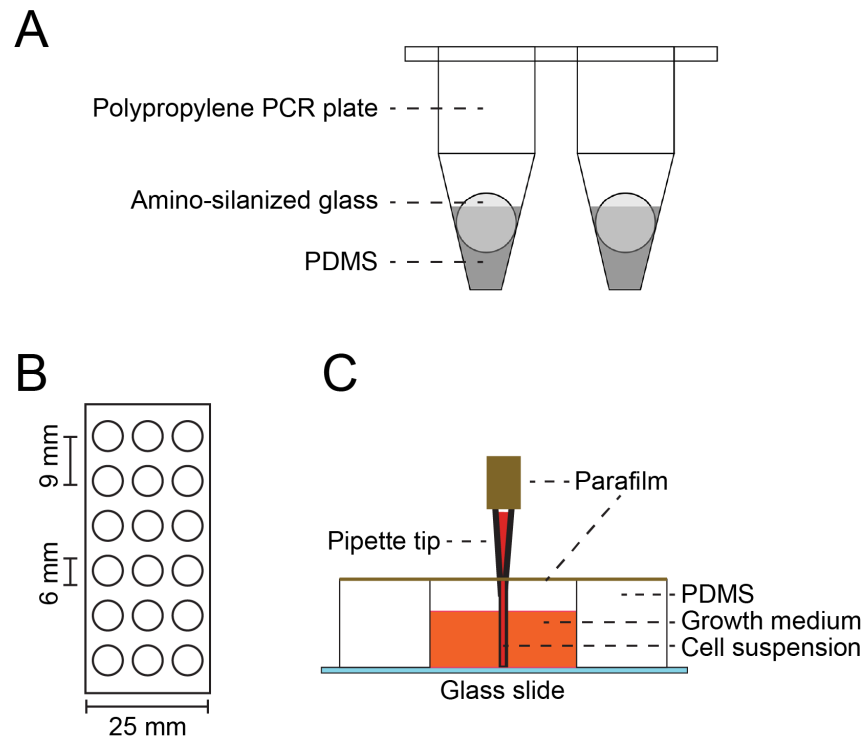 A
Polypropylene PCR plate
Amino-silanized glass
PDMS
B
9 mm
6 mm
25 mm
C
Parafilm
Pipette tip
PDMS
Growth medium
Cell suspension
Glass slide